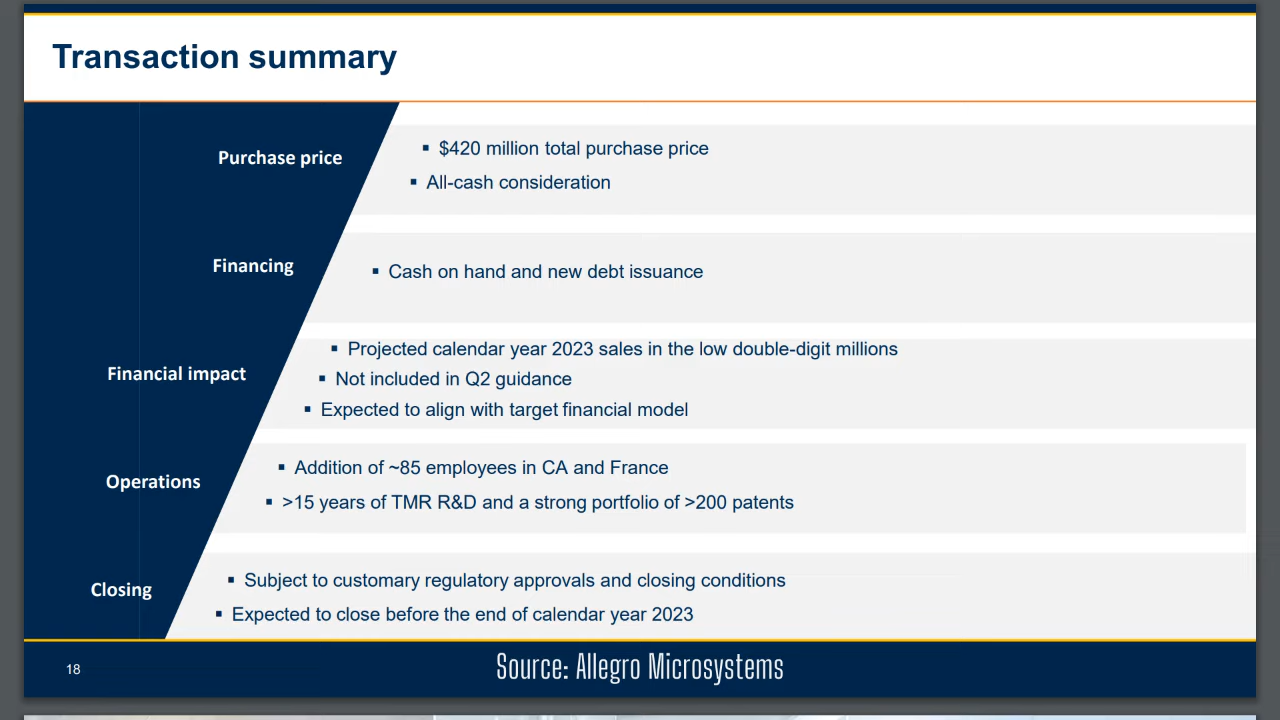 Transaction summary
Purchase price
▪ $420 million total purchase price
▪ All-cash consideration
Financing
▪ Cash on hand and new debt issuance
Financial impact
▪ Projected calendar year 2023 sales in the low double-digit millions
▪ Not included in Q2 guidance
▪ Expected to align with target financial model
Operations
▪ Addition of ~85 employees in CA and France
▪ >15 years of TMR R&D and a strong portfolio of >200 patents
Closing
▪ Subject to customary regulatory approvals and closing conditions
▪ Expected to close before the end of calendar year 2023
18
Source: Allegro Microsystems